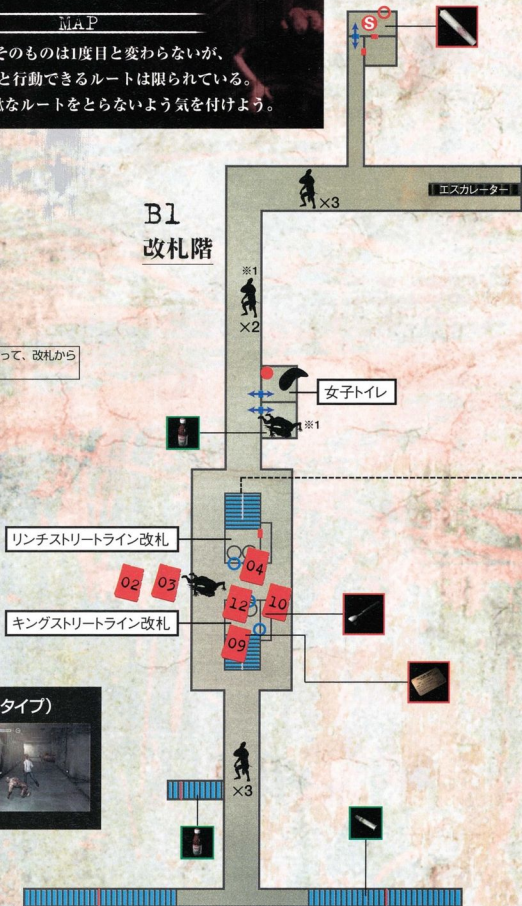 MAP
そのものは1度目と変わらないが、
と行動できるルートは限られている。
なルートをとらないよう気を付けよう。
S
×3
エスカレーター
B1
改札階
※1
×2
って、改札から
女子トイレ
※1
リンチストリートライン改札
04
02
03
12
10
キングストリートライン改札
09
タイプ)
×3